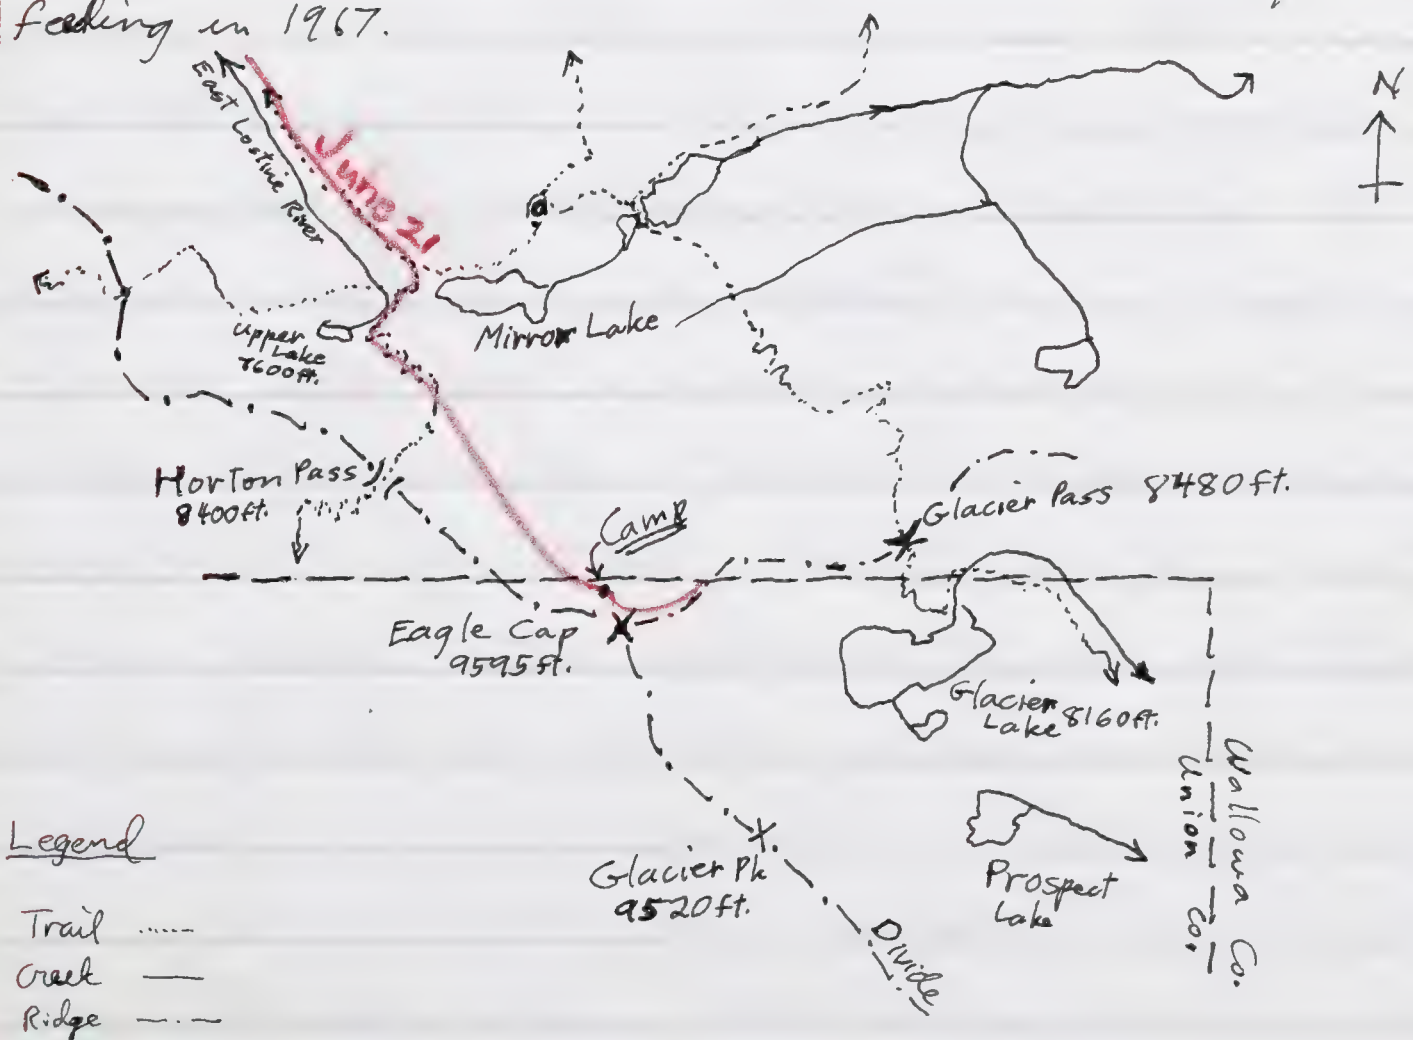 feeding in 1967.
N
East Lostine River
June 21
Upper
Lake
7600ft.
Mirror Lake
Horton Pass
8400ft.
Camp
Glacier Pass 8480ft.
Eagle Cap
9595ft.
Glacier
Lake 8160ft.
Wallowa Co.
Union Co.
Glacier Pk
9520ft.
Prospect
Lake
Divide
Legend
Trail
Creek
Ridge